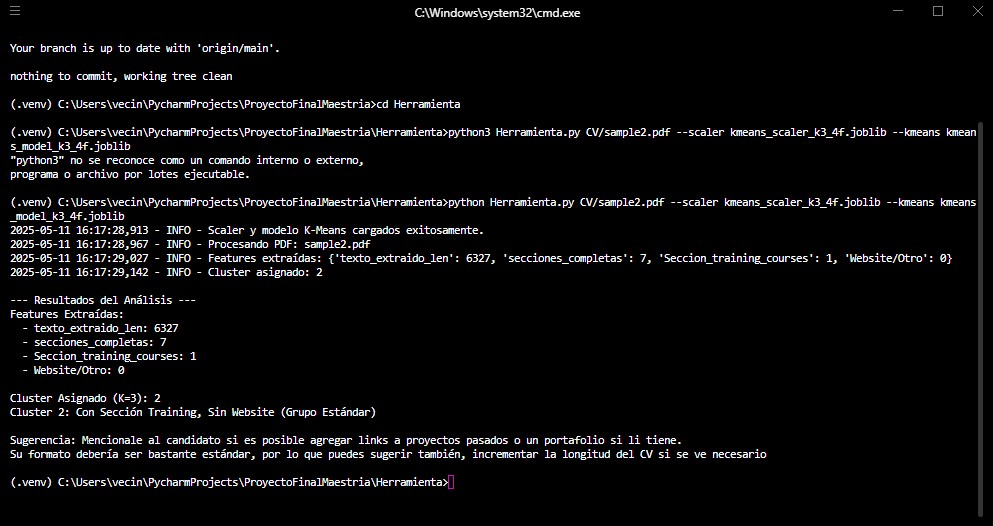 C:\Windows\system32\cmd.exe
Your branch is up to date with 'origin/main'.
nothing to commit, working tree clean
(.venv) C:\Users\vecin\PycharmProjects\ProyectoFinalMaestria>cd Herramienta
(.venv) C:\Users\vecin\PycharmProjects\ProyectoFinalMaestria\Herramienta>python3 Herramienta.py CV/sample2.pdf --scaler kmeans_scaler_k3_4f.joblib --kmeans kmean
s_model_k3_4f.joblib
"python3" no se reconoce como un comando interno o externo,
programa o archivo por lotes ejecutable.
(.venv) C:\Users\vecin\PycharmProjects\ProyectoFinalMaestria\Herramienta>python Herramienta.py CV/sample2.pdf --scaler kmeans_scaler_k3_4f.joblib --kmeans kmeans
_model_k3_4f.joblib
2025-05-11 16:17:28,913 - INFO - Scaler y modelo K-Means cargados exitosamente.
2025-05-11 16:17:28,967 - INFO - Procesando PDF: sample2.pdf
2025-05-11 16:17:29,027 - INFO - Features extraídas: {'texto_extraido_len': 6327, 'secciones_completas': 7, 'Seccion_training_courses': 1, 'Website/Otro': 0}
2025-05-11 16:17:29,142 - INFO - Cluster asignado: 2
--- Resultados del Análisis ---
Features Extraídas:
- texto_extraido_len: 6327
- secciones_completas: 7
- Seccion_training_courses: 1
- Website/Otro: 0
Cluster Asignado (K=3): 2
Cluster 2: Con Sección Training, Sin Website (Grupo Estándar)
Sugerencia: Mencionale al candidato si es posible agregar links a proyectos pasados o un portafolio si li tiene.
Su formato debería ser bastante estándar, por lo que puedes sugerir también, incrementar la longitud del CV si se ve necesario
(.venv) C:\Users\vecin\PycharmProjects\ProyectoFinalMaestria\Herramienta>